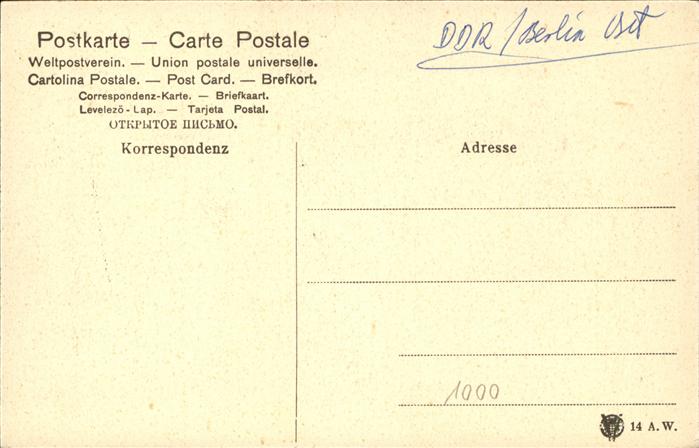 DDR/Berlin Ost
Postkarte — Carte Postale
Weltpostverein. — Union postale universelle.
Cartolina Postale. — Post Card. — Brefkort.
Correspondenz-Karte. — Briefkaart.
Levelező-Lap. — Tarjeta Postal.
ОТКРЫТОЕ ПИСЬМО.
Korrespondenz
Adresse
1000
14 A. W.